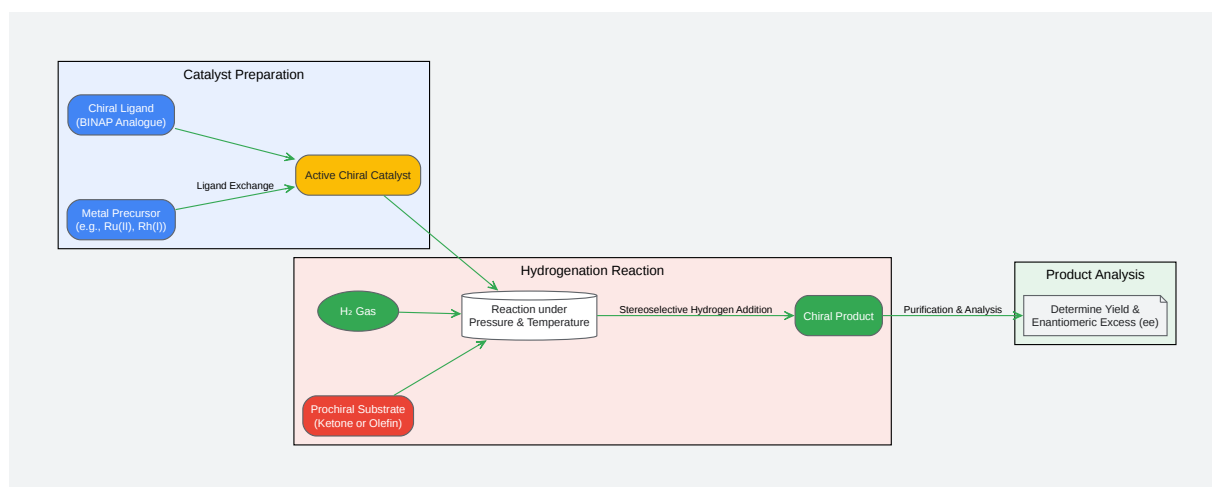 Catalyst Preparation
Chiral Ligand
(BINAP Analogue)
Active Chiral Catalyst
Ligand Exchange
Metal Precursor
(e.g., Ru(II), Rh(I))
Hydrogenation Reaction
H₂ Gas
Reaction under
Pressure & Temperature
Stereoselective Hydrogen Addition
Chiral Product
Prochiral Substrate
(Ketone or Olefin)
Purification & Analysis
Product Analysis
Determine Yield &
Enantiomeric Excess (ee)